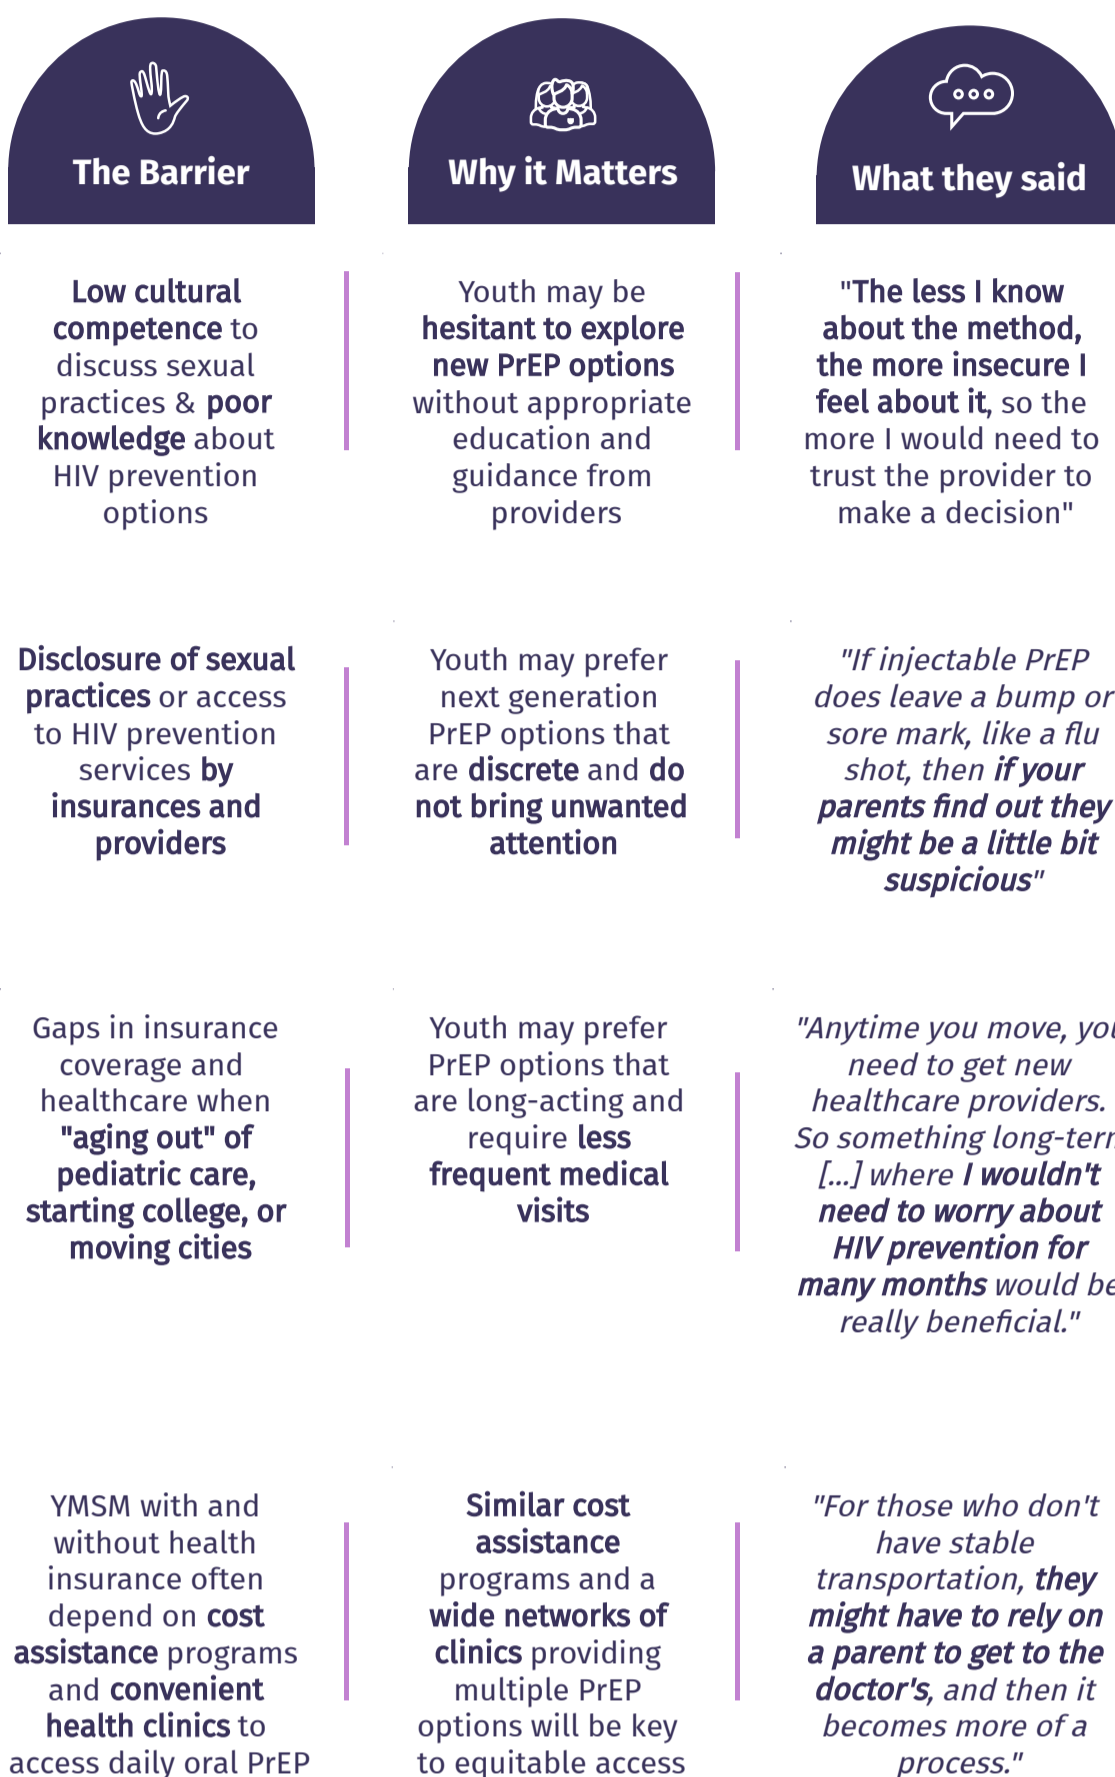 The Barrier
Why it Matters
What they said
Low cultural
competence to
discuss sexual
practices & poor
knowledge about
HIV prevention
options
Youth may be
hesitant to explore
new PrEP options
without appropriate
education and
guidance from
providers
"The less I know
about the method,
the more insecure I
feel about it, so the
more I would need to
trust the provider to
make a decision"
Disclosure of sexual
practices or access
to HIV prevention
services by
insurances and
providers
Youth may prefer
next generation
PrEP options that
are discrete and do
not bring unwanted
attention
"If injectable PrEP
does leave a bump or
sore mark, like a flu
shot, then if your
parents find out they
might be a little bit
suspicious"
Gaps in insurance
coverage and
healthcare when
"aging out" of
pediatric care,
starting college, or
moving cities
Youth may prefer
PrEP options that
are long-acting and
require less
frequent medical
visits
"Anytime you move, you
need to get new
healthcare providers.
So something long-term
[...] where I wouldn't
need to worry about
HIV prevention for
many months would be
really beneficial."
YMSM with and
without health
insurance often
depend on cost
assistance programs
and convenient
health clinics to
access daily oral PrEP
Similar cost
assistance
programs and a
wide networks of
clinics providing
multiple PrEP
options will be key
to equitable access
"For those who don't
have stable
transportation, they
might have to rely on
a parent to get to the
doctor's, and then it
becomes more of a
process."